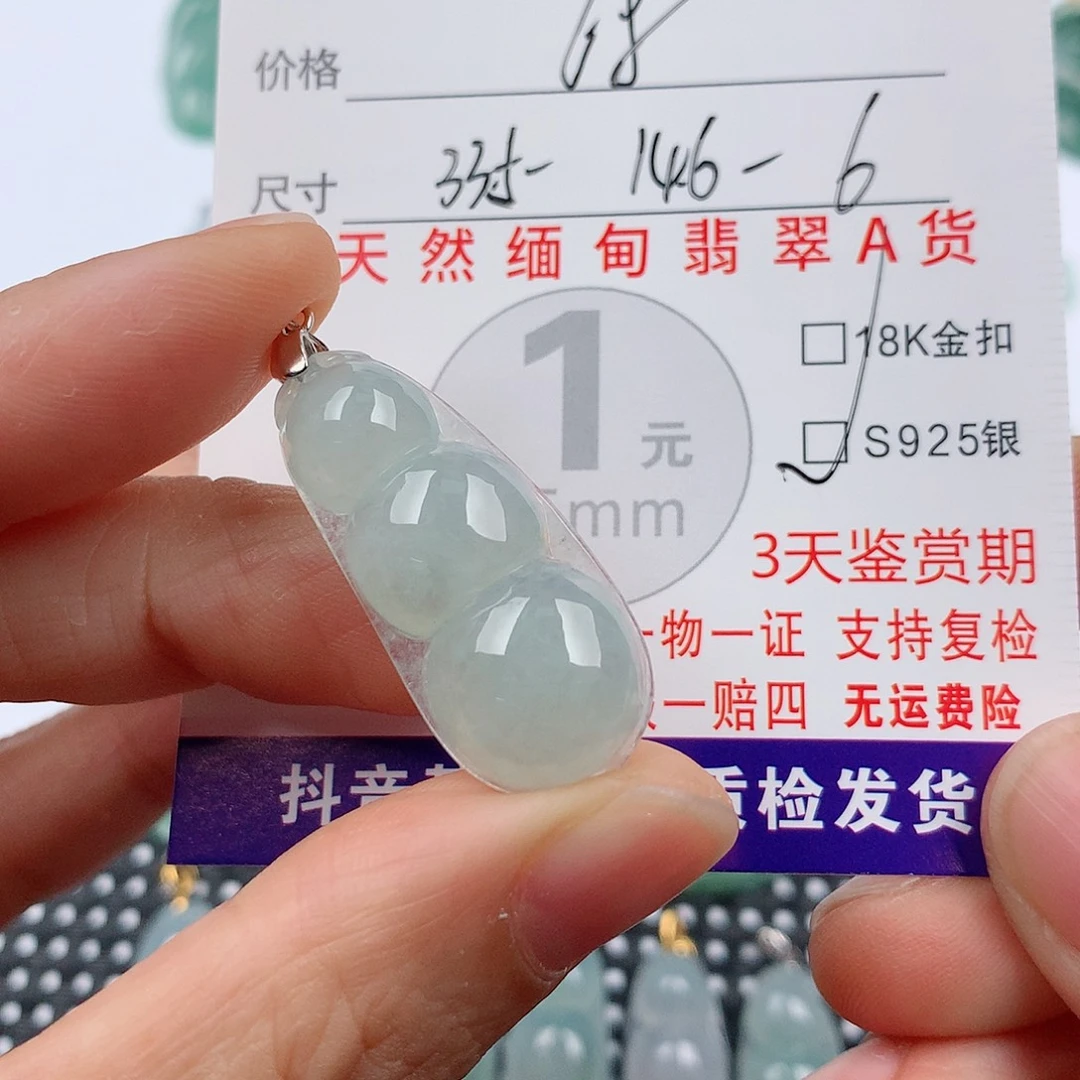 价格
尺寸 33.5-14.6-6
天然缅甸翡翠A货
1元
mm
18K金扣
S925银
3天鉴赏期
一物一证 支持复检
一赔四 无运费险
抖音 质检发货